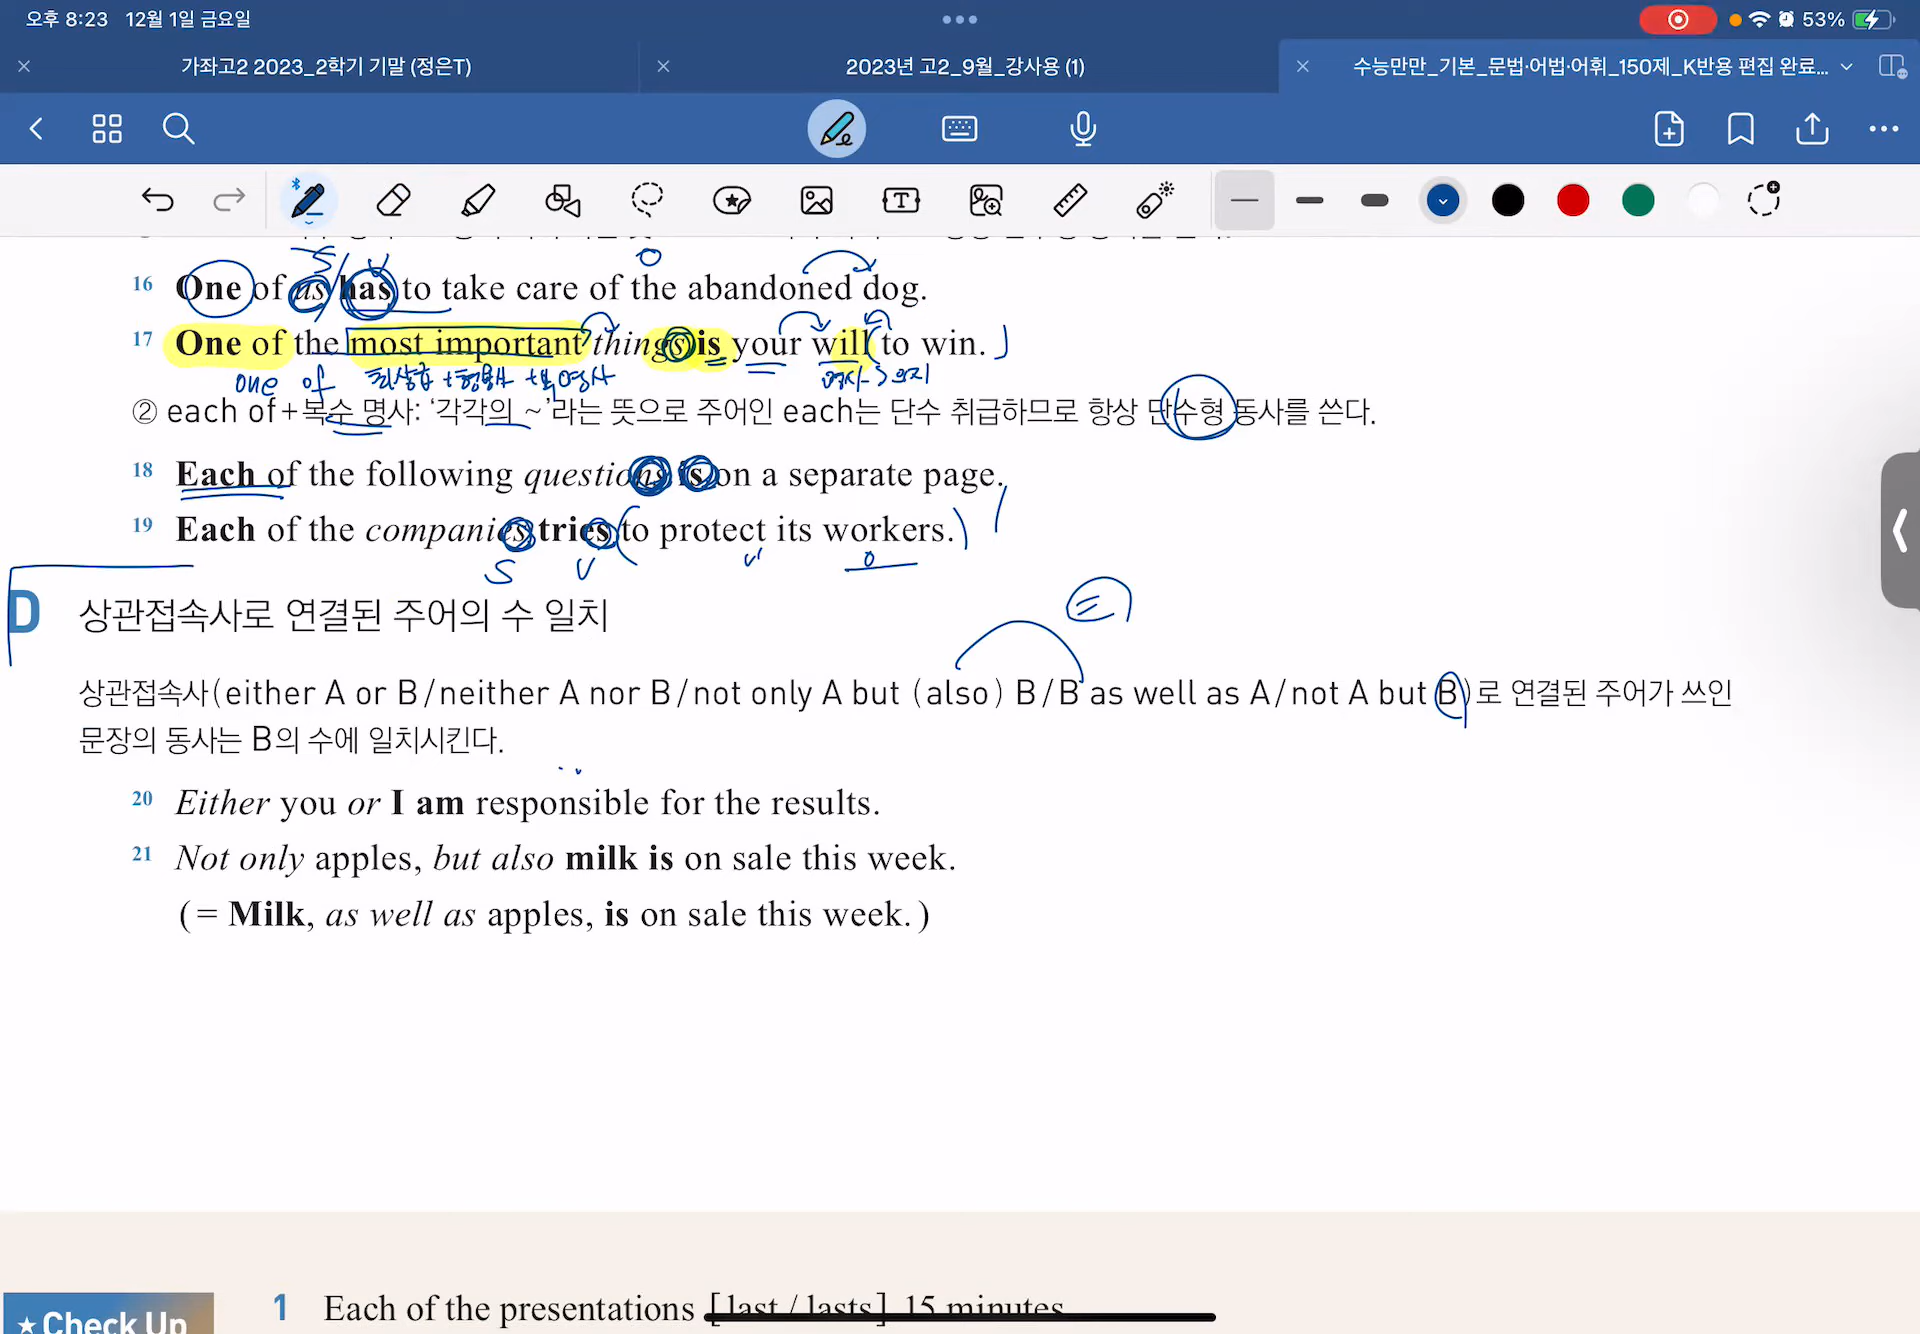 오후 8:23 12월 1일 금요일
53%
가좌고2 2023_2학기 기말 (정은T)
2023년 고2_9월_강사용 (1)
수능만만_기본_문법·어법·어휘_150제_K반용 편집 완료...
S V O
16 One of us has to take care of the abandoned dog.
17 One of the most important things is your will to win.
one of 최상급 + 형용사 + 복 명사 명사 의지
② each of+복수 명사: ‘각각의 ~’라는 뜻으로 주어인 each는 단수 취급하므로 항상 단수형 동사를 쓴다.
18 Each of the following questions is on a separate page.
19 Each of the companies tries to protect its workers.
S V V' O
D 상관접속사로 연결된 주어의 수 일치
상관접속사(either A or B/neither A nor B/not only A but (also) B/B as well as A/not A but B)로 연결된 주어가 쓰인
문장의 동사는 B의 수에 일치시킨다.
20 Either you or I am responsible for the results.
21 Not only apples, but also milk is on sale this week.
(= Milk, as well as apples, is on sale this week.)
★ Check Up
1 Each of the presentations [last / lasts] 15 minutes